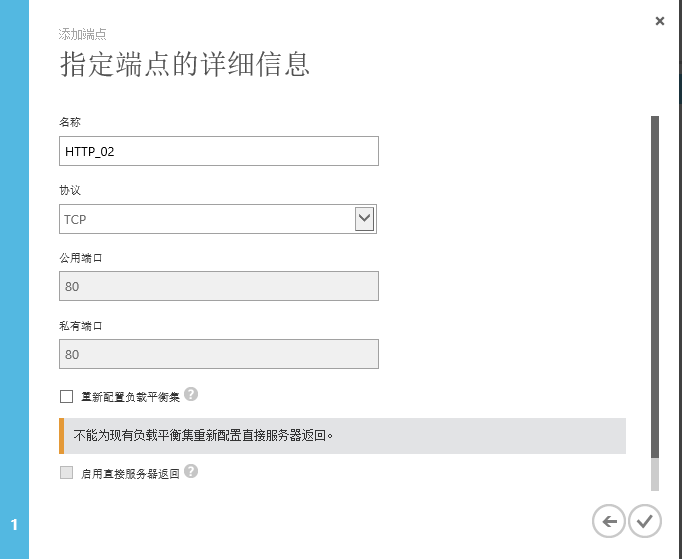 添加端点
指定端点的详细信息
名称
HTTP_02
协议
TCP
公用端口
80
私有端口
80
重新配置负载平衡集 ?
不能为现有负载平衡集重新配置直接服务器返回。
启用直接服务器返回 ?
1